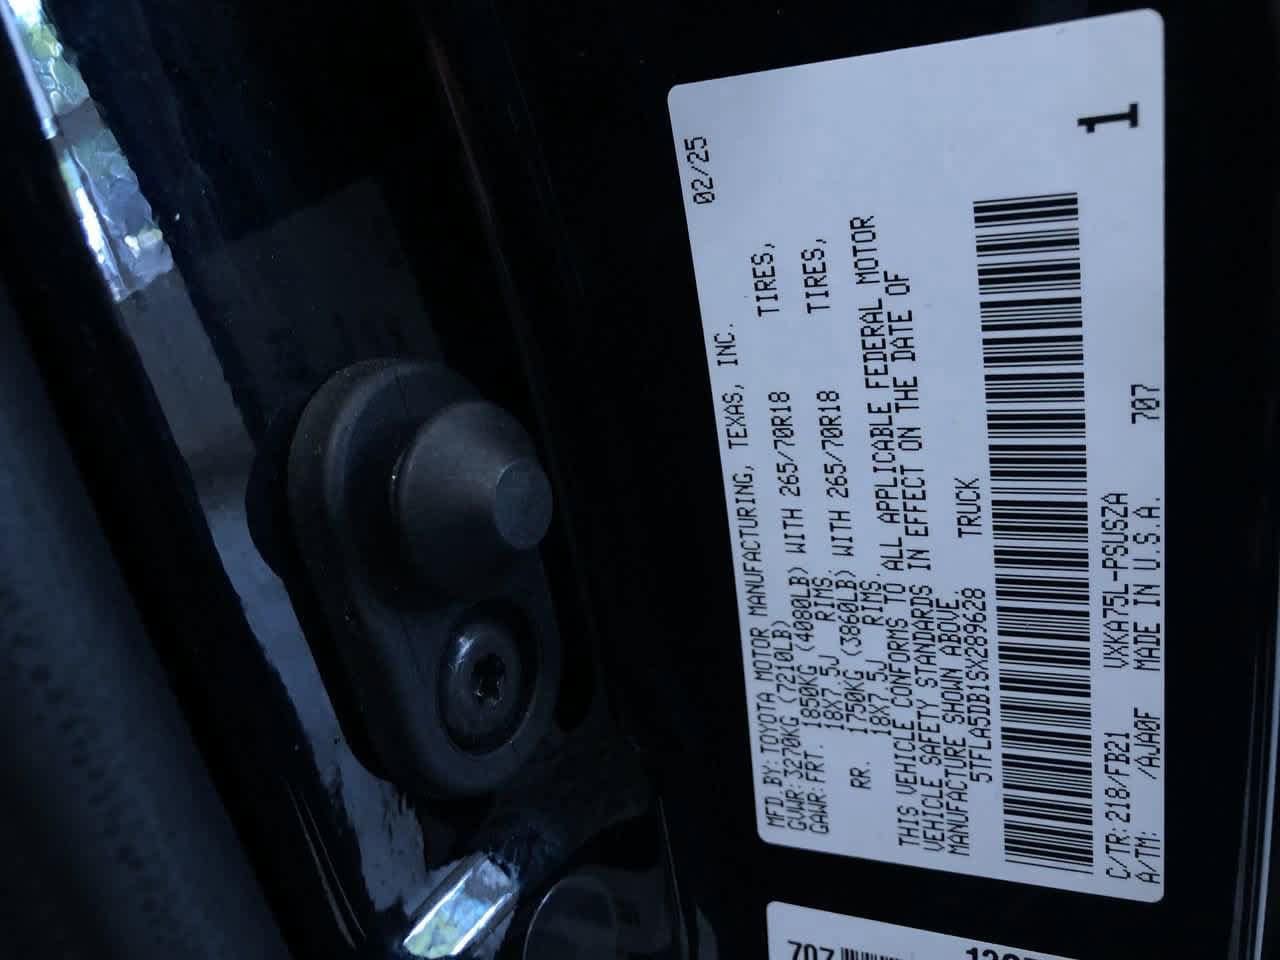 02/25
MFD.BY:TOYOTA MOTOR MANUFACTURING, TEXAS, INC.
GVWR:3270KG (7210LB)
GAWR:FRT. 1850KG (4080LB) WITH 265/70R18 TIRES,
18X7.5J RIMS,
RR. 1750KG (3860LB) WITH 265/70R18 TIRES,
18X7.5J RIMS.
THIS VEHICLE CONFORMS TO ALL APPLICABLE FEDERAL MOTOR
VEHICLE SAFETY STANDARDS IN EFFECT ON THE DATE OF
MANUFACTURE SHOWN ABOVE.
5TFLA5DB1SX289628 TRUCK
C/TR:218/FB21 VXKA75L-PSUSZA
A/TM: /AJA0F MADE IN U.S.A. 707
1
707